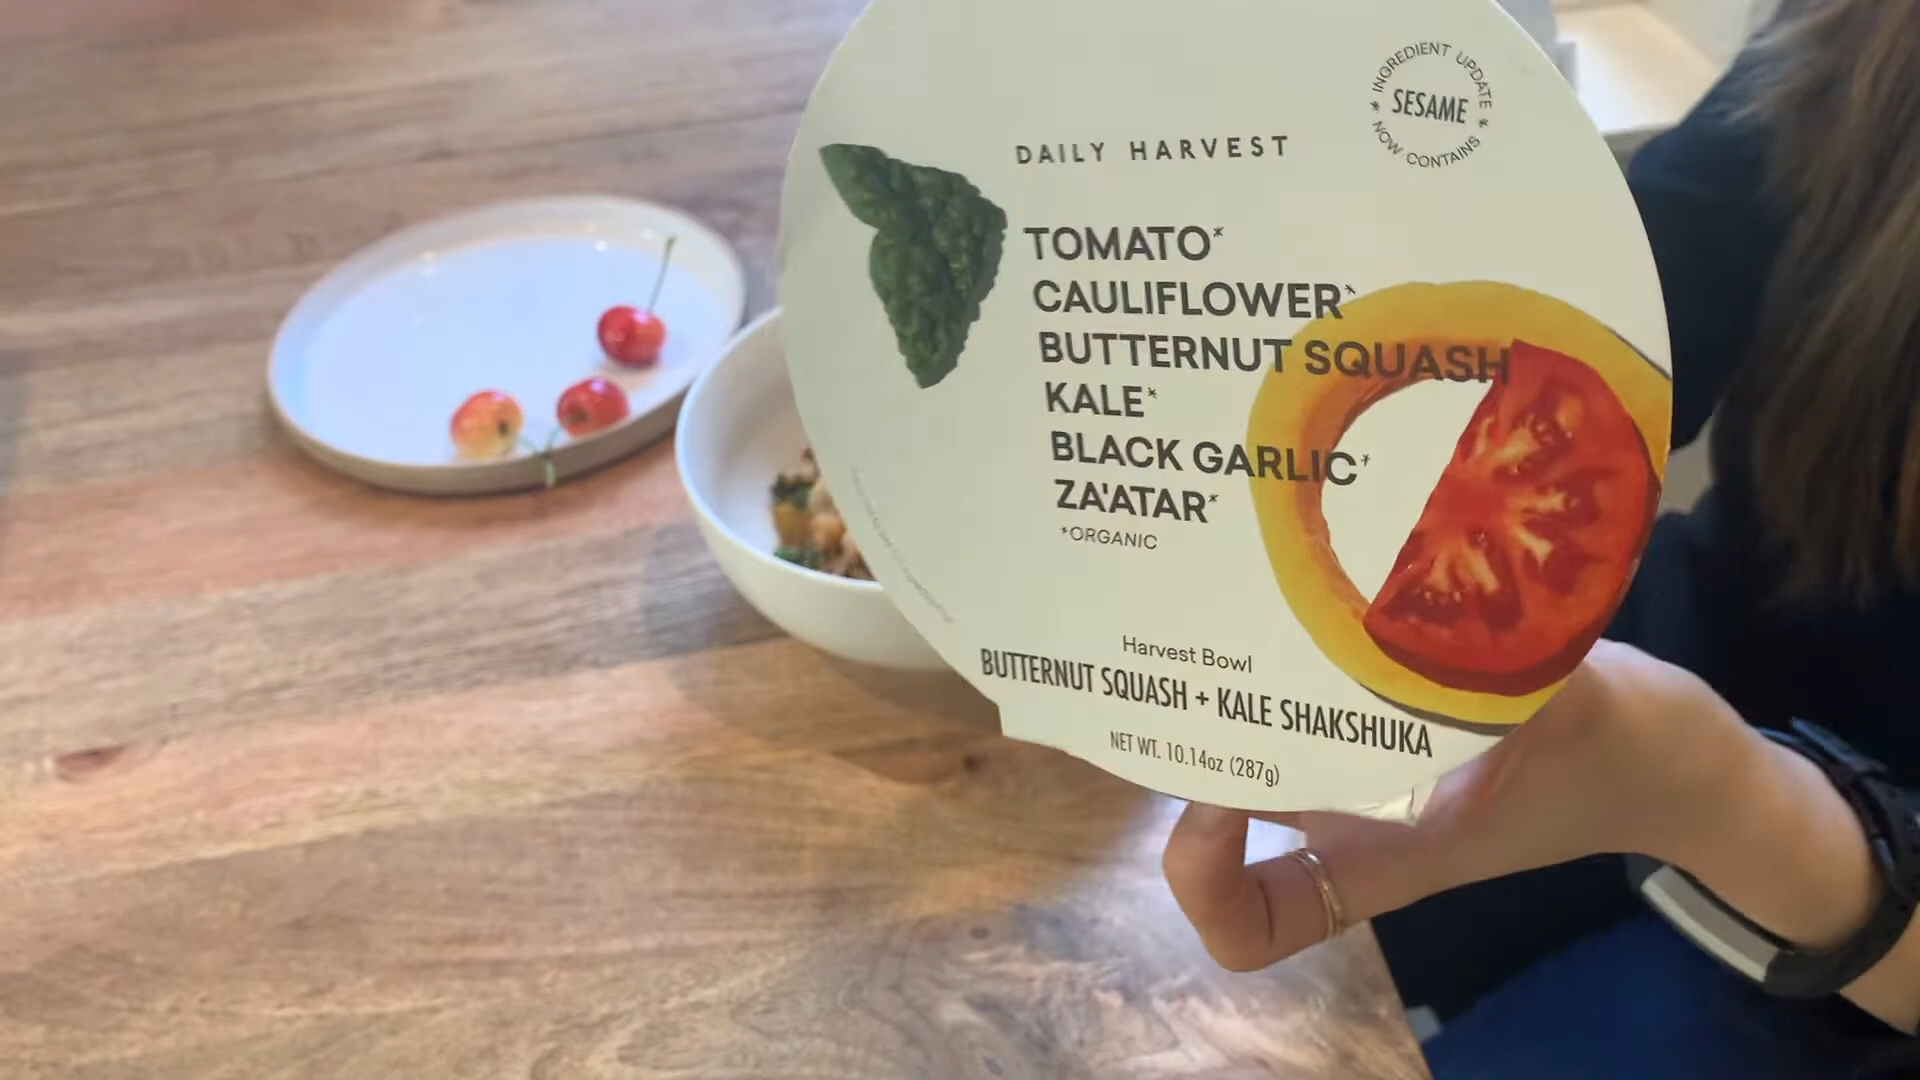 INGREDIENT UPDATE
SESAME
NOW CONTAINS
DAILY HARVEST
TOMATO*
CAULIFLOWER*
BUTTERNUT SQUASH
KALE*
BLACK GARLIC*
ZA'ATAR*
*ORGANIC
Harvest Bowl
BUTTERNUT SQUASH + KALE SHAKSHUKA
NET WT. 10.14oz (287g)